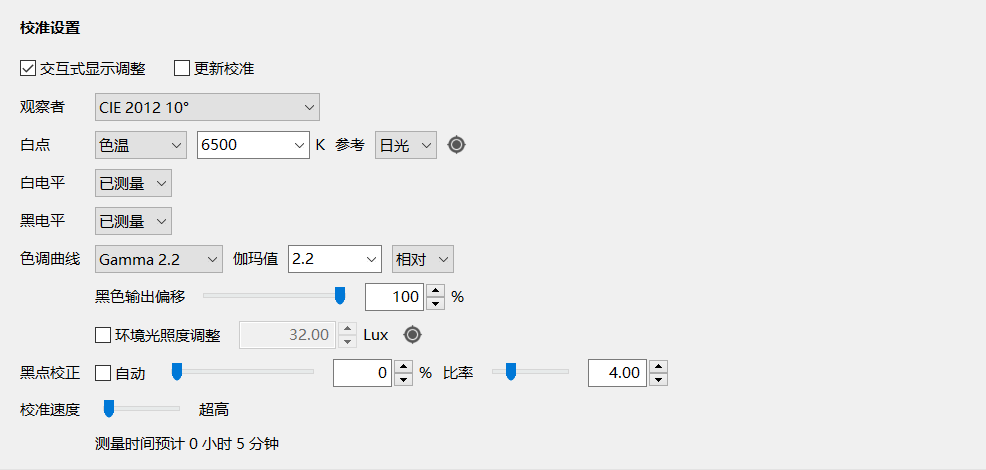 校准设置
交互式显示调整 更新校准
观察者 CIE 2012 10°
白点 色温 6500 K 参考 日光
白电平 已测量
黑电平 已测量
色调曲线 Gamma 2.2 伽玛值 2.2 相对
黑色输出偏移 100 %
环境光照度调整 32.00 Lux
黑点校正 自动 0 % 比率 4.00
校准速度 超高
测量时间预计 0 小时 5 分钟